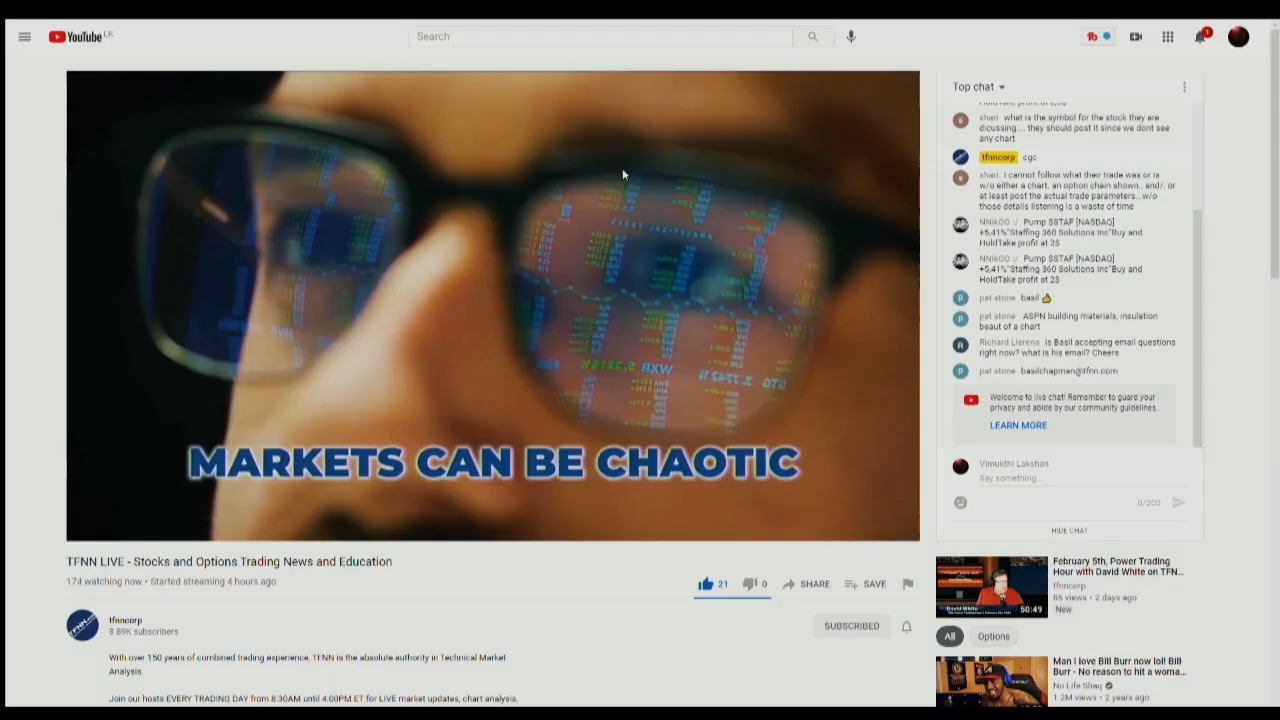 YouTube LK
Search
1
Top chat
HoldTake profit at 2,5$
shari what is the symbol for the stock they are
dicussing.... they should post it since we dont see
any chart
tfnncorp cgc
shari I cannot follow what their trade was or is
w/o either a chart, an option chain shown.. and/, or
at least post the actual trade parameters...w/o
those details listening is a waste of time
NNikOO :/ Pump $STAF [NASDAQ]
+5,41%"Staffing 360 Solutions Inc"Buy and
HoldTake profit at 2$
NNikOO :/ Pump $STAF [NASDAQ]
+5,41%"Staffing 360 Solutions Inc"Buy and
HoldTake profit at 2$
pat stone basil 👍
pat stone ASPN building materials, insulation
beaut of a chart
Richard Llerena Is Basil accepting email questions
right now? what is his email? Cheers
pat stone basilchapman@tfnn.com
Welcome to live chat! Remember to guard your
privacy and abide by our community guidelines.
LEARN MORE
Vimukthi Lakshan
Say something...
0/200
HIDE CHAT
MARKETS CAN BE CHAOTIC
TFNN LIVE - Stocks and Options Trading News and Education
174 watching now • Started streaming 4 hours ago
21 0 SHARE SAVE
tfnncorp
8.89K subscribers
SUBSCRIBED
With over 150 years of combined trading experience, TFNN is the absolute authority in Technical Market
Analysis.
Join our hosts EVERY TRADING DAY from 8:30AM until 4:00PM ET for LIVE market updates, chart analysis,
February 5th, Power Trading
Hour with David White on TFN...
tfnncorp
86 views • 2 days ago
New
David White
50:49
All Options
Man I love Bill Burr now lol! Bill
Burr - No reason to hit a woma...
No Life Shaq
1.2M views • 2 years ago